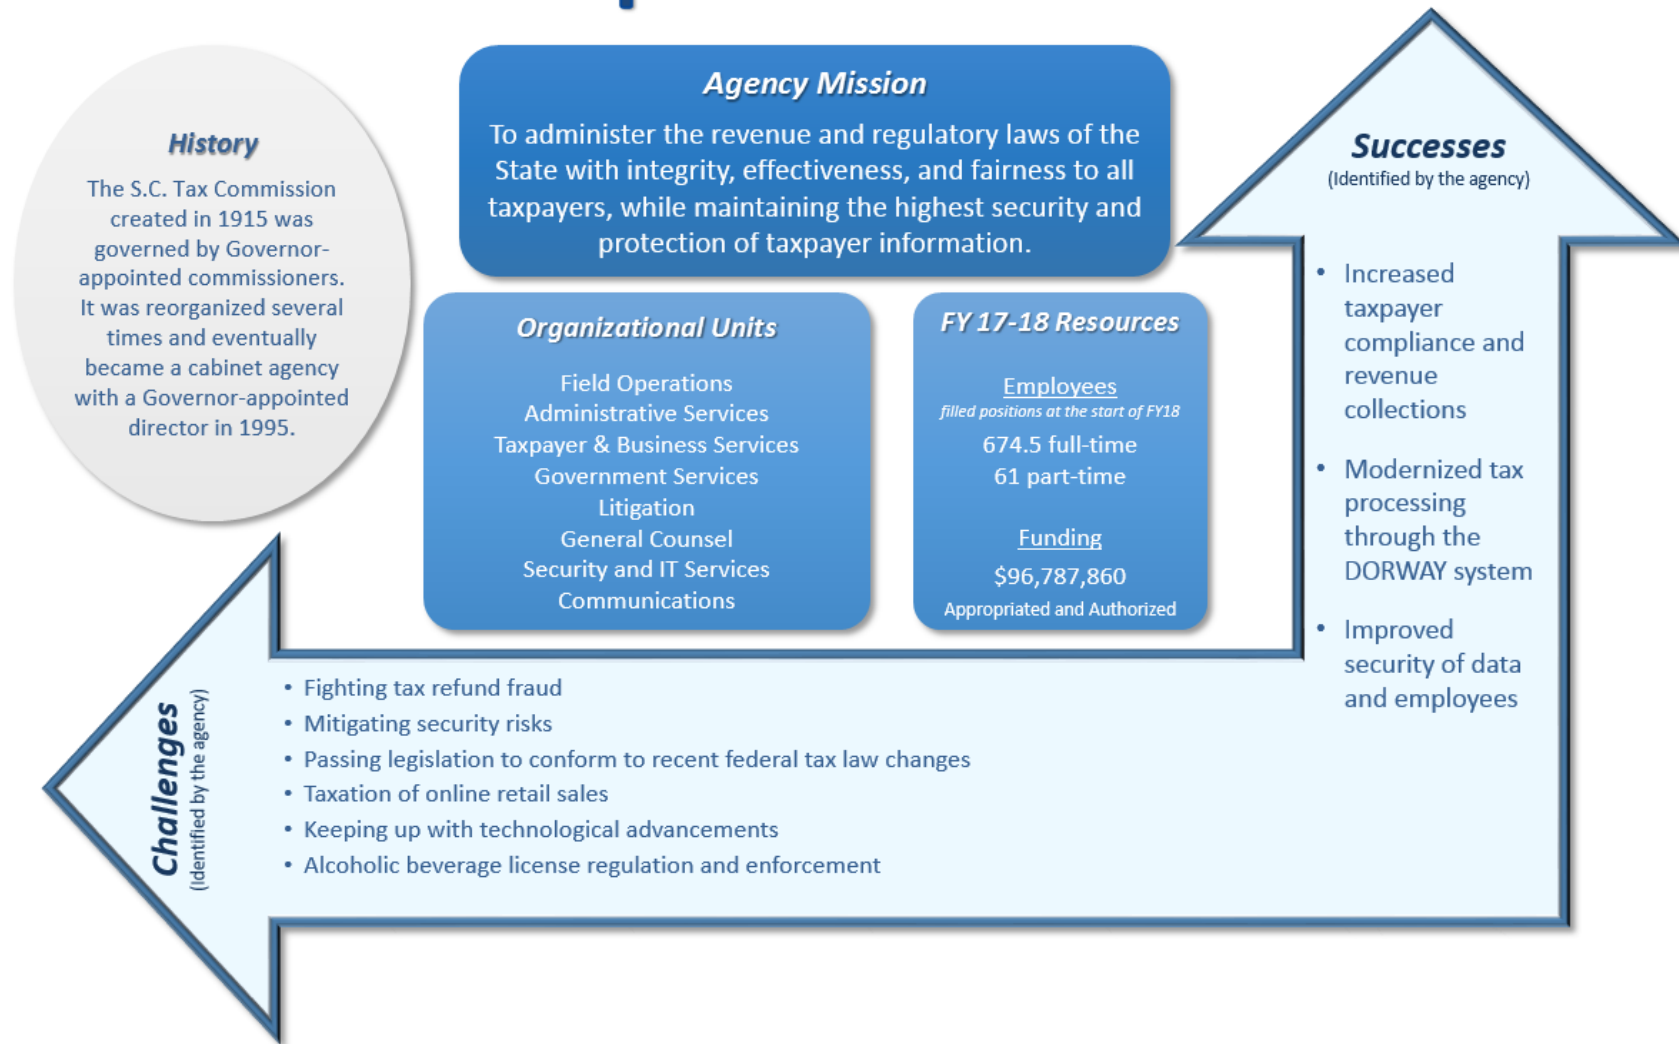 History
The S.C. Tax Commission
created in 1915 was
governed by Governor-
appointed commissioners.
It was reorganized several
times and eventually
became a cabinet agency
with a Governor-appointed
director in 1995.
Agency Mission
To administer the revenue and regulatory laws of the
State with integrity, effectiveness, and fairness to all
taxpayers, while maintaining the highest security and
protection of taxpayer information.
Organizational Units
Field Operations
Administrative Services
Taxpayer & Business Services
Government Services
Litigation
General Counsel
Security and IT Services
Communications
FY 17-18 Resources
Employees
filled positions at the start of FY18
674.5 full-time
61 part-time
Funding
$96,787,860
Appropriated and Authorized
Successes
(Identified by the agency)
• Increased
taxpayer
compliance and
revenue
collections
• Modernized tax
processing
through the
DORWAY system
• Improved
security of data
and employees
Challenges
(Identified by the agency)
• Fighting tax refund fraud
• Mitigating security risks
• Passing legislation to conform to recent federal tax law changes
• Taxation of online retail sales
• Keeping up with technological advancements
• Alcoholic beverage license regulation and enforcement